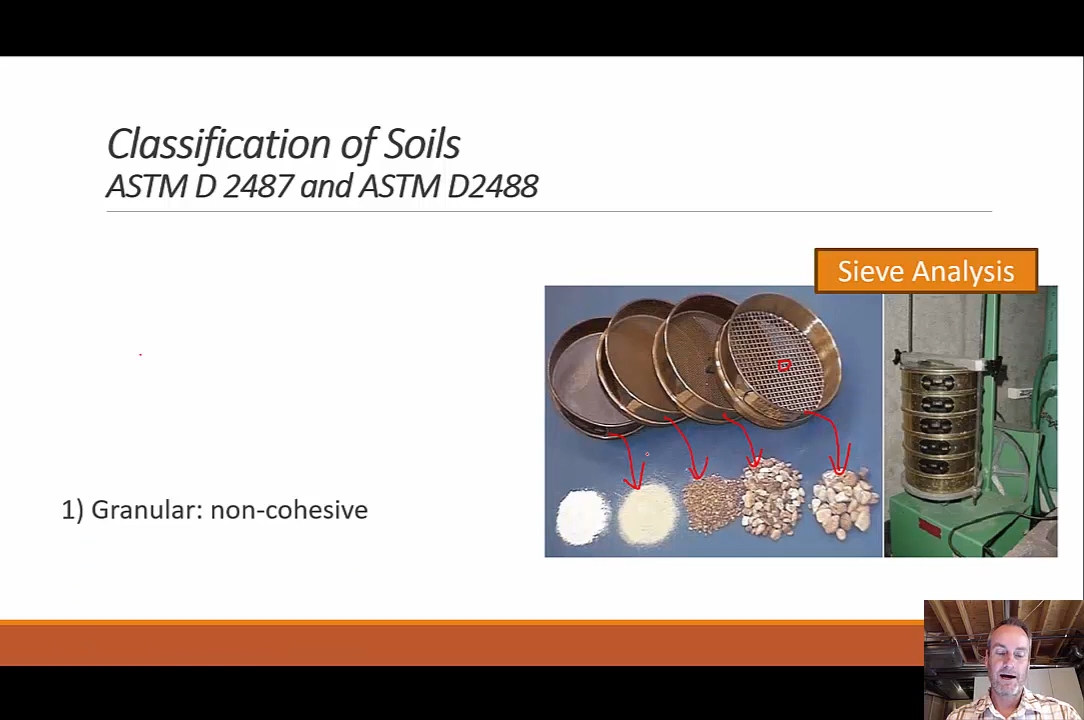 Classification of Soils
ASTM D 2487 and ASTM D2488
Sieve Analysis
1) Granular: non-cohesive